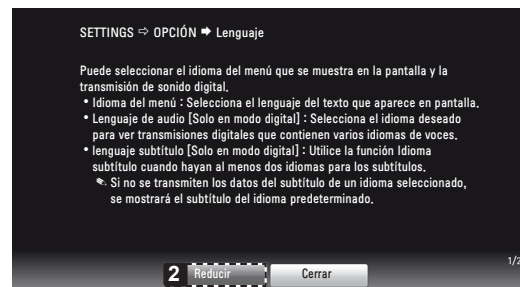 SETTINGS ⇨ OPCIÓN ➡ Lenguaje
Puede seleccionar el idioma del menú que se muestra en la pantalla y la
transmisión de sonido digital.
• Idioma del menú : Selecciona el lenguaje del texto que aparece en pantalla.
• Lenguaje de audio [Solo en modo digital] : Selecciona el idioma deseado
para ver transmisiones digitales que contienen varios idiomas de voces.
• lenguaje subtítulo [Solo en modo digital] : Utilice la función Idioma
subtítulo cuando hayan al menos dos idiomas para los subtítulos.
✎ Si no se transmiten los datos del subtítulo de un idioma seleccionado,
se mostrará el subtítulo del idioma predeterminado.
1/2
2 Reducir Cerrar